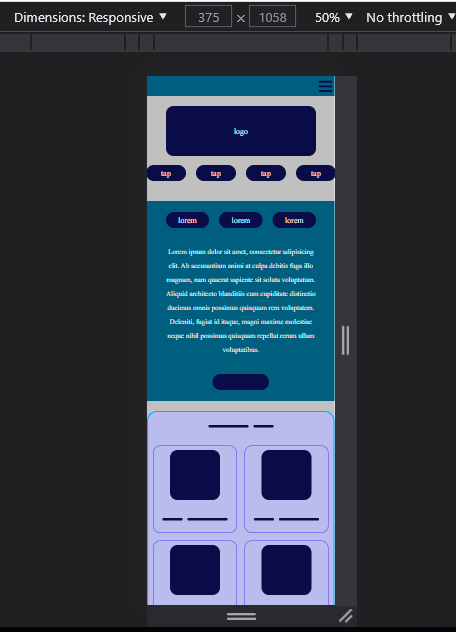 Dimensions: Responsive ▼ 375 × 1058 50% ▼ No throttling ▼
logo
tap tap tap tap
lorem lorem lorem
Lorem ipsum dolor sit amet, consectetur adipisicing
elit. Ab accusantium animi at culpa debitis fuga illo
magnam, nam quaerat sapiente sit soluta voluptatum.
Aliquid architecto blanditiis cum cupiditate distinctio
ducimus omnis possimus quisquam rem voluptatem.
Deleniti, fugiat id itaque, magni maxime molestiae
neque nihil possimus quisquam repellat rerum ullam
voluptatibus.